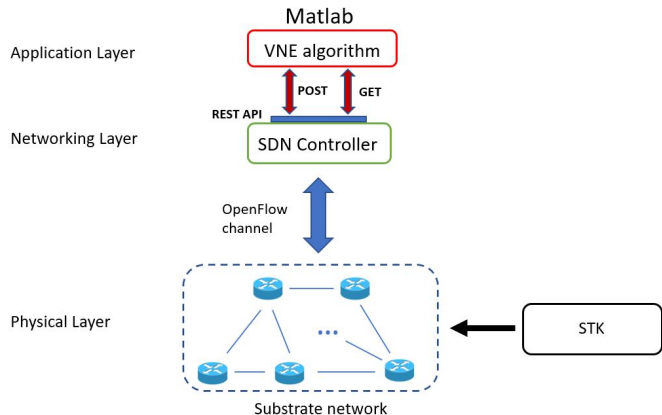 Matlab
Application Layer
VNE algorithm
POST
GET
REST API
Networking Layer
SDN Controller
OpenFlow
channel
Physical Layer
...
STK
Substrate network